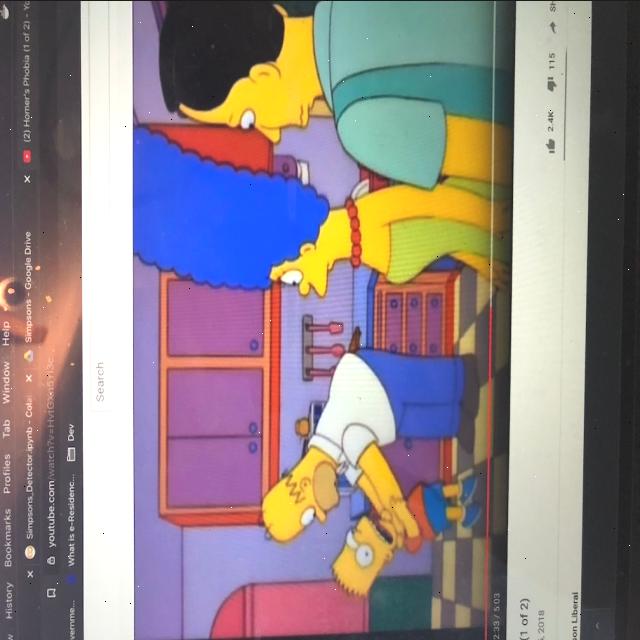 History Bookmarks Profiles Tab Window Help
Simpsons_Detector.ipynb - Cola
Simpsons - Google Drive
(2) Homer's Phobia (1 of 2) - Yo
youtube.com/watch?v=
What is e-Residenc...
Dev
Search
2:33 / 5:03
(1 of 2)
2018
2.4K
115
SH
on Liberal